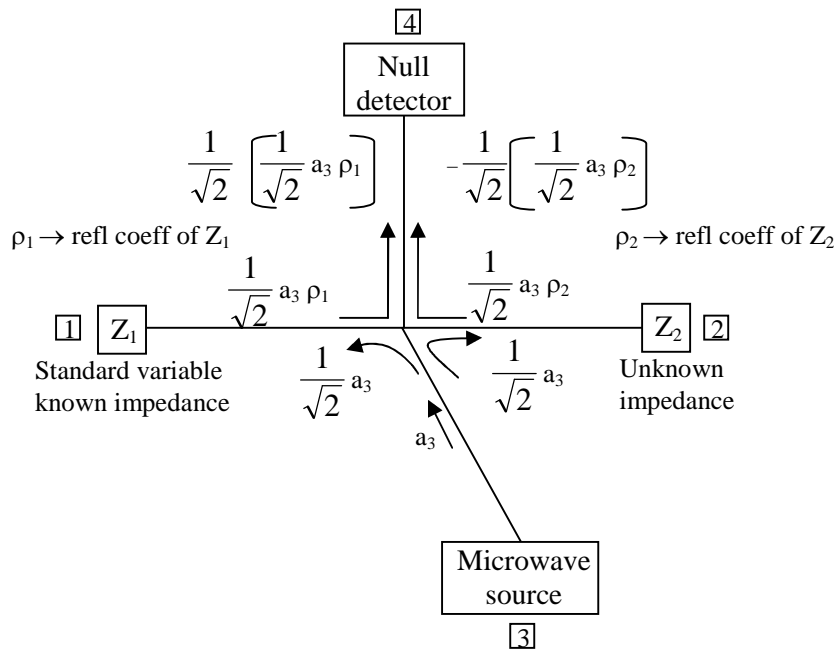 4
Null
detector
1/√2 [1/√2 a₃ ρ₁]
– 1/√2 [1/√2 a₃ ρ₂]
ρ₁ → refl coeff of Z₁
ρ₂ → refl coeff of Z₂
1/√2 a₃ ρ₁
1/√2 a₃ ρ₂
1
Z₁
Z₂
2
Standard variable
known impedance
1/√2 a₃
1/√2 a₃
Unknown
impedance
a₃
Microwave
source
3